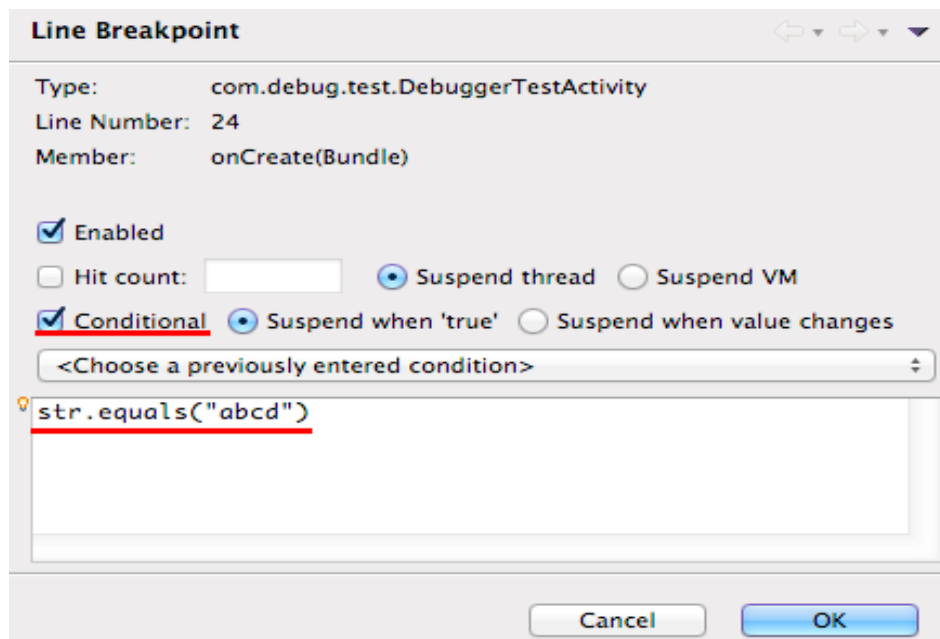 Line Breakpoint
Type: com.debug.test.DebuggerTestActivity
Line Number: 24
Member: onCreate(Bundle)
Enabled
Hit count: Suspend thread Suspend VM
Conditional Suspend when 'true' Suspend when value changes
<Choose a previously entered condition>
str.equals("abcd")
Cancel OK